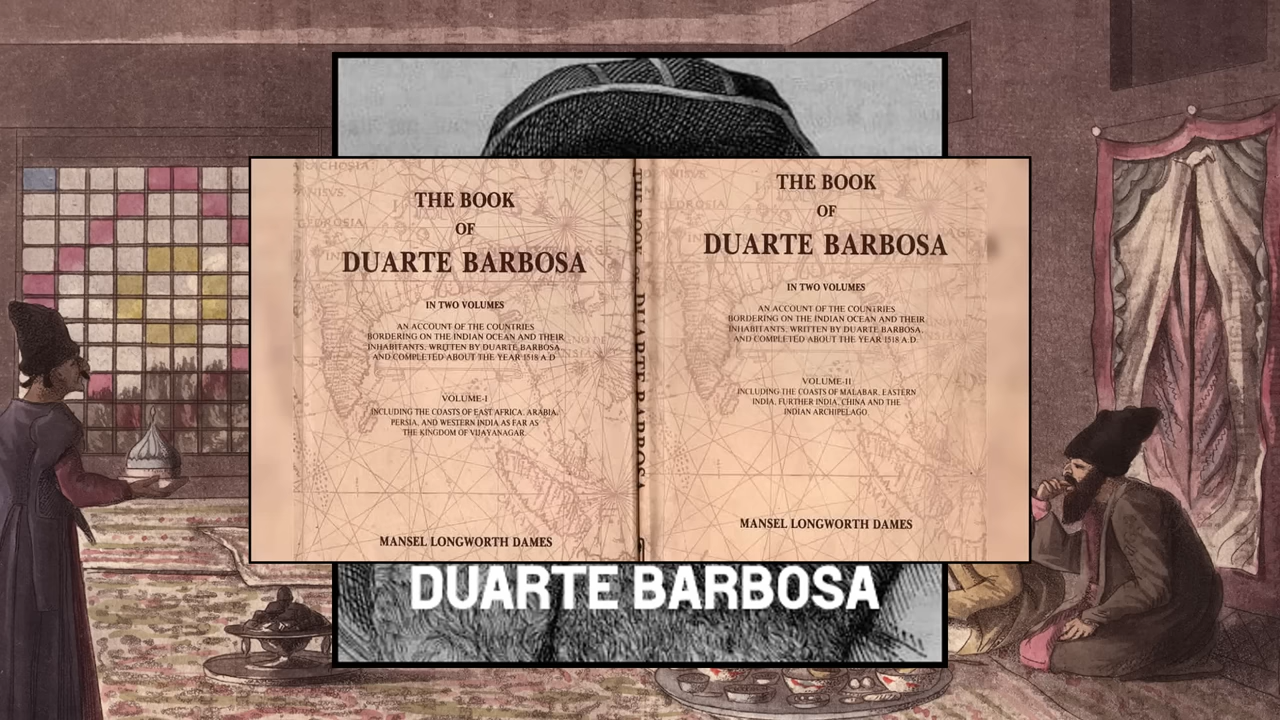 THE BOOK
OF
DUARTE BARBOSA
IN TWO VOLUMES
AN ACCOUNT OF THE COUNTRIES
BORDERING ON THE INDIAN OCEAN AND THEIR
INHABITANTS, WRITTEN BY DUARTE BARBOSA
AND COMPLETED ABOUT THE YEAR 1518 A.D
VOLUME-I
INCLUDING THE COASTS OF EAST AFRICA, ARABIA,
PERSIA, AND WESTERN INDIA AS FAR AS
THE KINGDOM OF VIJAYANAGAR.
MANSEL LONGWORTH DAMES
THE BOOK OF DUARTE BARBOSA
THE BOOK
OF
DUARTE BARBOSA
IN TWO VOLUMES
AN ACCOUNT OF THE COUNTRIES
BORDERING ON THE INDIAN OCEAN AND THEIR
INHABITANTS, WRITTEN BY DUARTE BARBOSA,
AND COMPLETED ABOUT THE YEAR 1518 A.D
VOLUME-II
INCLUDING THE COASTS OF MALABAR, EASTERN
INDIA, FURTHER INDIA, CHINA AND THE
INDIAN ARCHIPELAGO.
MANSEL LONGWORTH DAMES
DUARTE BARBOSA